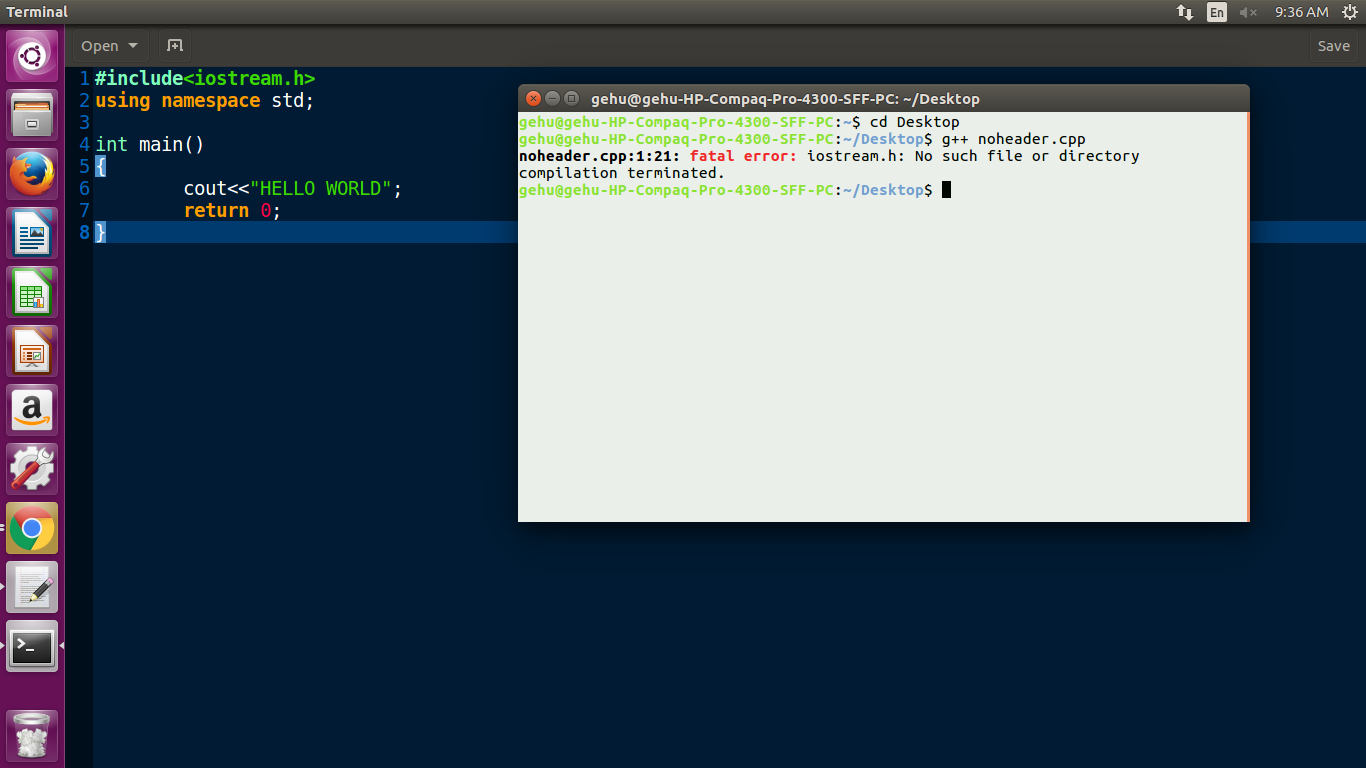 Terminal
En
9:36 AM
Open
Save
1 #include<iostream.h>
2 using namespace std;
3
4 int main()
5 {
6         cout<<"HELLO WORLD";
7         return 0;
8 }
gehu@gehu-HP-Compaq-Pro-4300-SFF-PC: ~/Desktop
gehu@gehu-HP-Compaq-Pro-4300-SFF-PC:~$ cd Desktop
gehu@gehu-HP-Compaq-Pro-4300-SFF-PC:~/Desktop$ g++ noheader.cpp
noheader.cpp:1:21: fatal error: iostream.h: No such file or directory
compilation terminated.
gehu@gehu-HP-Compaq-Pro-4300-SFF-PC:~/Desktop$
a
>_